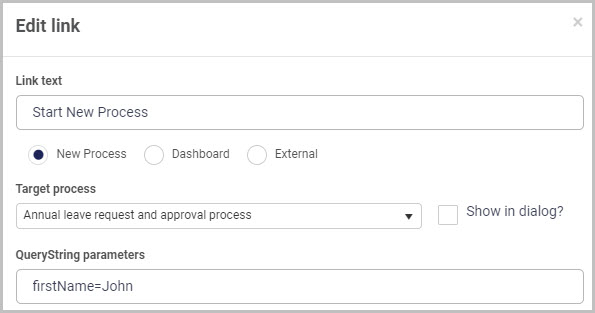 Edit link
×
Link text
Start New Process
New Process Dashboard External
Target process
Annual leave request and approval process Show in dialog?
QueryString parameters
firstName=John